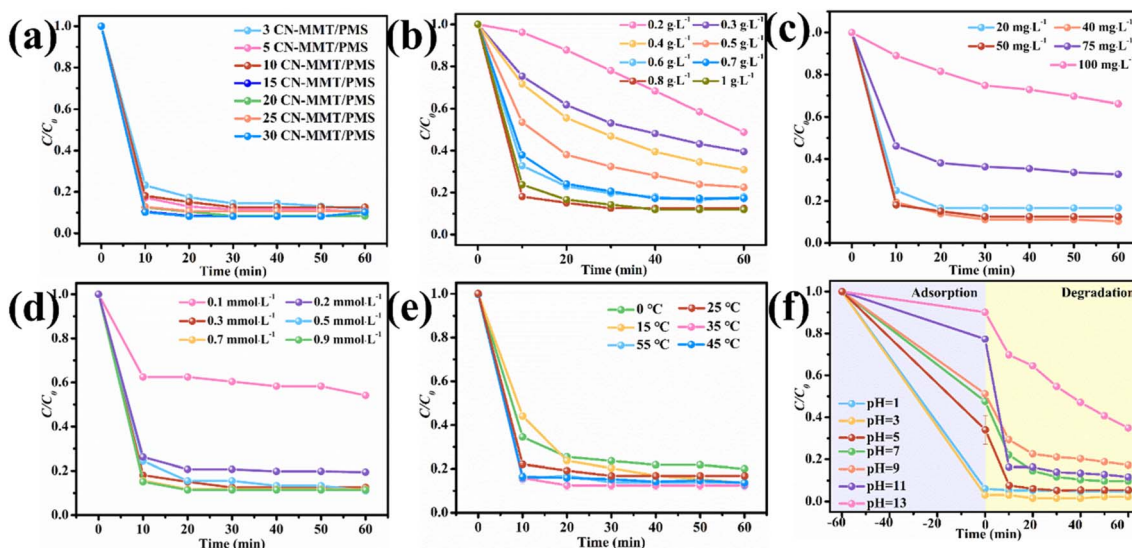 (a)
3 CN-MMT/PMS
5 CN-MMT/PMS
10 CN-MMT/PMS
15 CN-MMT/PMS
20 CN-MMT/PMS
25 CN-MMT/PMS
30 CN-MMT/PMS
C/C₀
1.0
0.8
0.6
0.4
0.2
0.0
0 10 20 30 40 50 60
Time (min)
(b)
0.2 g·L⁻¹ 0.3 g·L⁻¹
0.4 g·L⁻¹ 0.5 g·L⁻¹
0.6 g·L⁻¹ 0.7 g·L⁻¹
0.8 g·L⁻¹ 1 g·L⁻¹
C/C₀
1.0
0.8
0.6
0.4
0.2
0.0
0 10 20 30 40 50 60
Time (min)
(c)
20 mg·L⁻¹ 40 mg·L⁻¹
50 mg·L⁻¹ 75 mg·L⁻¹
100 mg·L⁻¹
C/C₀
1.0
0.8
0.6
0.4
0.2
0.0
0 10 20 30 40 50 60
Time (min)
(d)
0.1 mmol·L⁻¹ 0.2 mmol·L⁻¹
0.3 mmol·L⁻¹ 0.5 mmol·L⁻¹
0.7 mmol·L⁻¹ 0.9 mmol·L⁻¹
C/C₀
1.0
0.8
0.6
0.4
0.2
0.0
0 10 20 30 40 50 60
Time (min)
(e)
0 °C 25 °C
15 °C 35 °C
55 °C 45 °C
C/C₀
1.0
0.8
0.6
0.4
0.2
0.0
0 10 20 30 40 50 60
Time (min)
(f)
Adsorption Degradation
pH=1
pH=3
pH=5
pH=7
pH=9
pH=11
pH=13
C/C₀
1.0
0.8
0.6
0.4
0.2
0.0
-60 -50 -40 -30 -20 -10 0 20 40 60
Time (min)